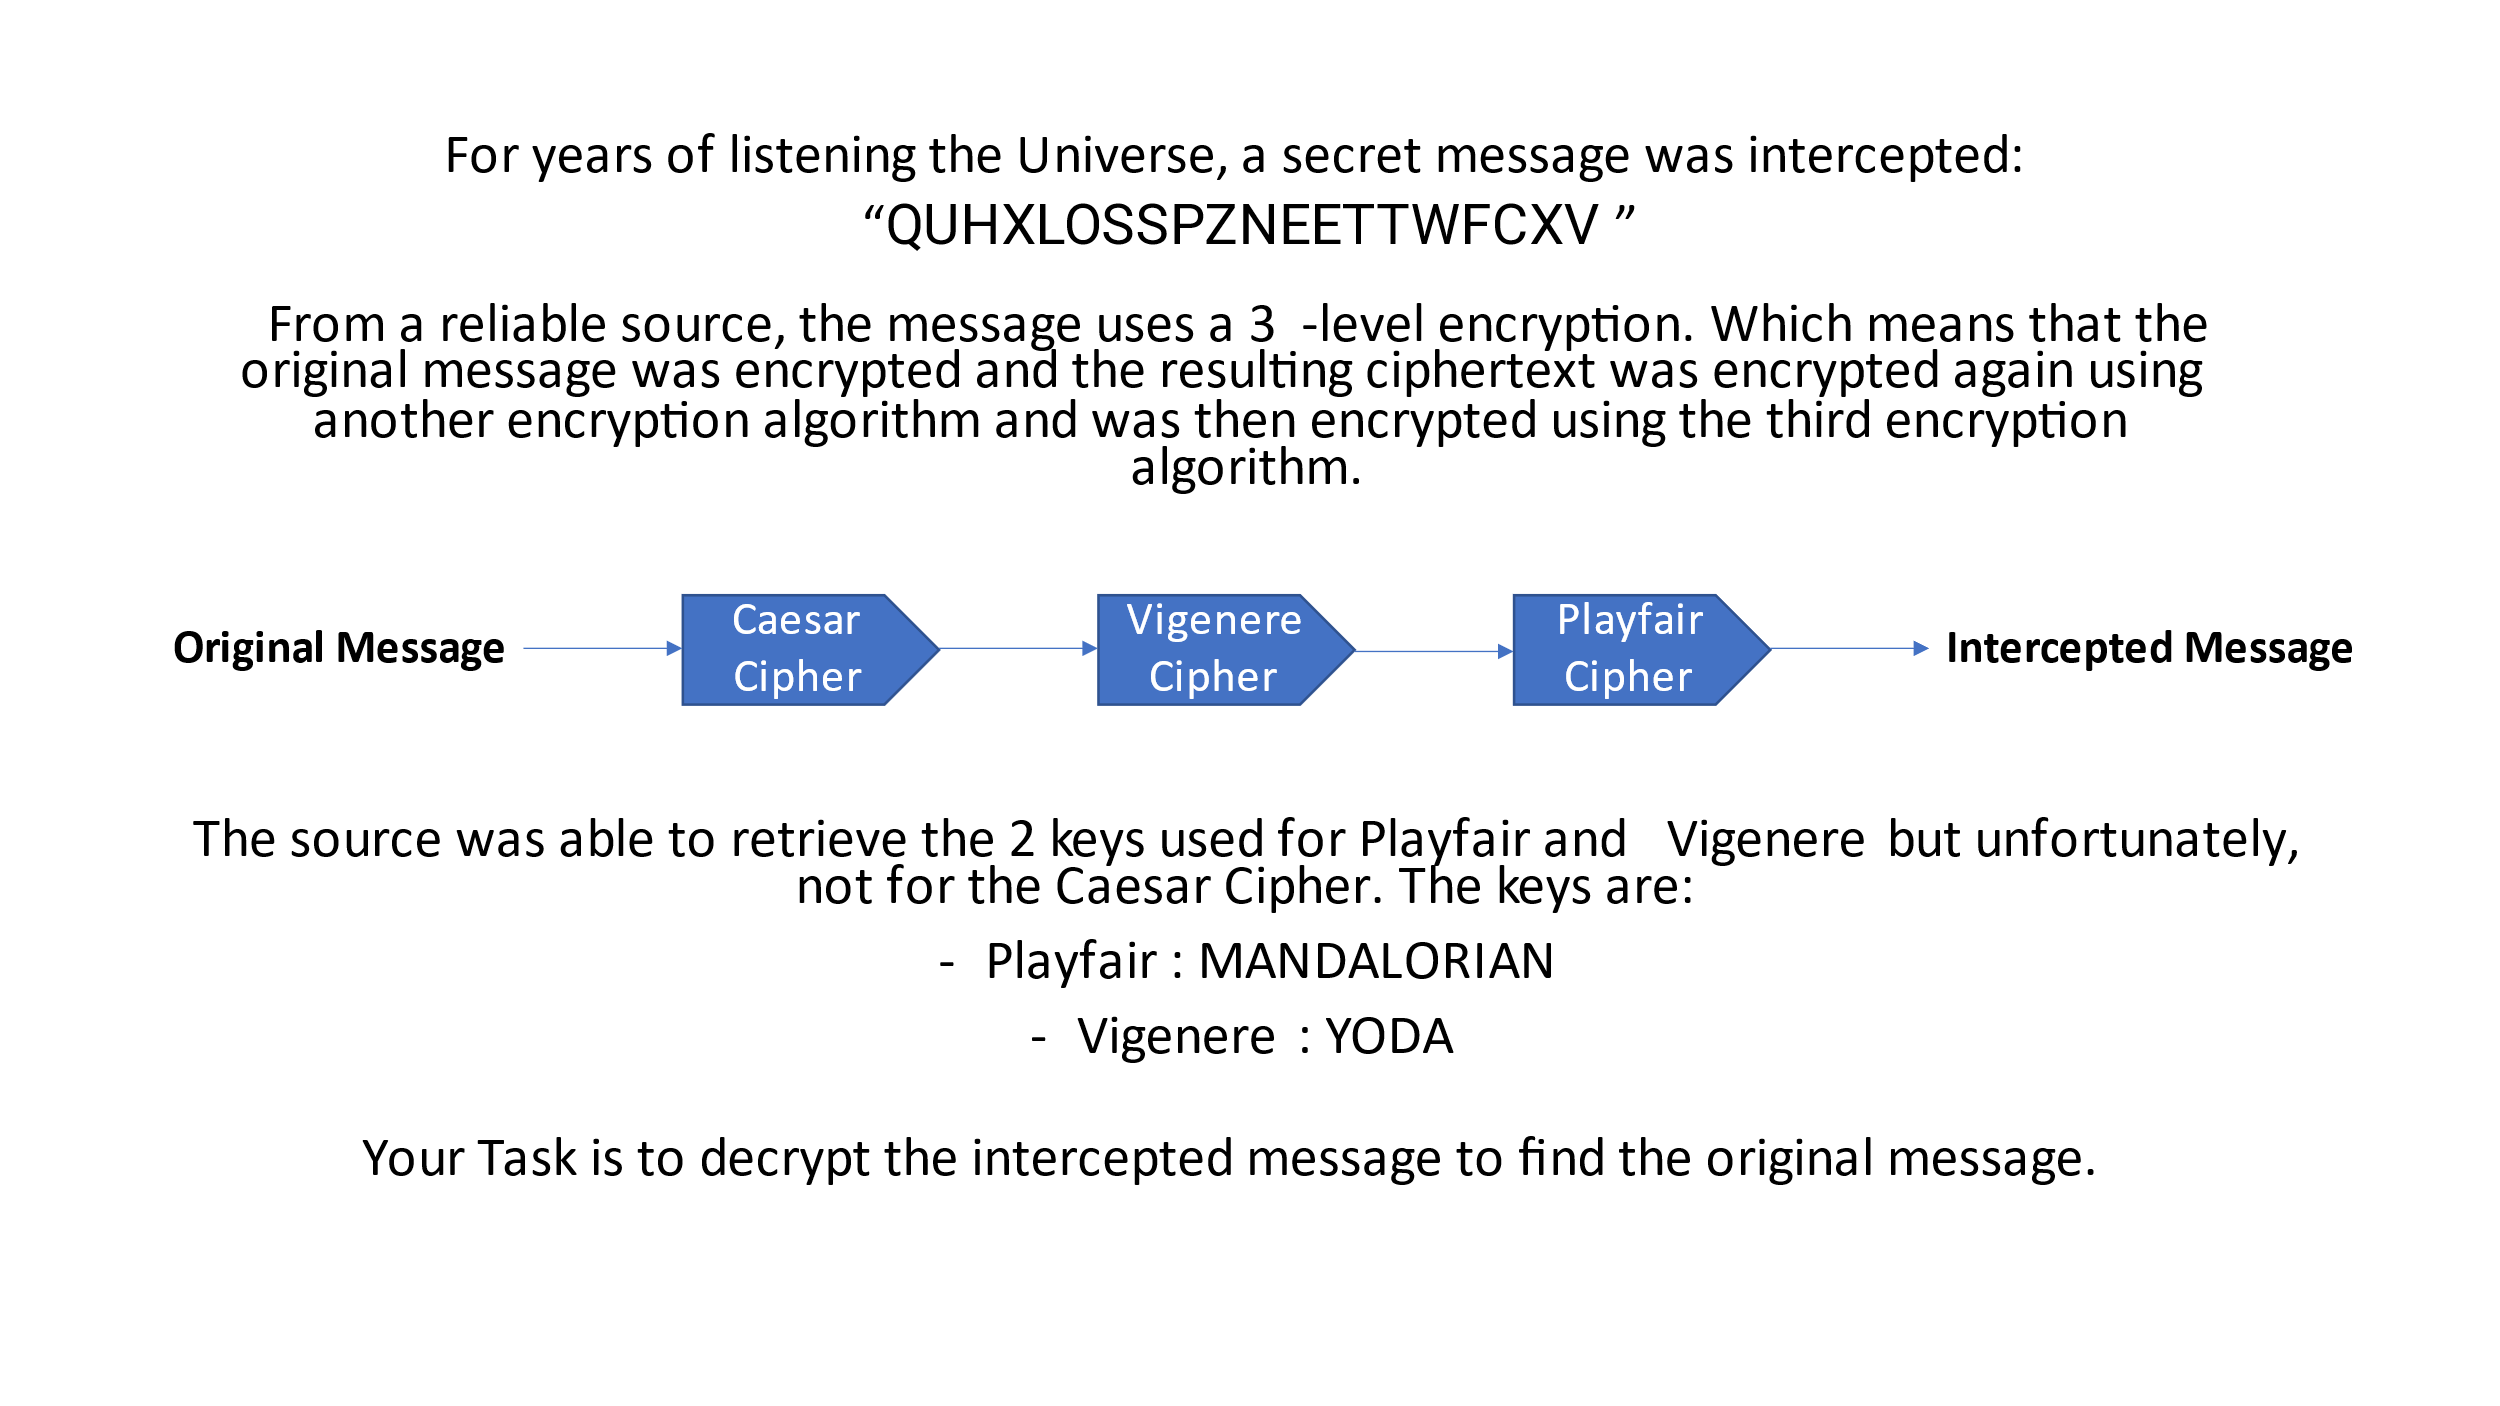 For years of listening the Universe, a secret message was intercepted:
“QUHXLOSSPZNEETTWFCXV ”
From a reliable source, the message uses a 3 -level encryption. Which means that the
original message was encrypted and the resulting ciphertext was encrypted again using
another encryption algorithm and was then encrypted using the third encryption
algorithm.
Original Message
Caesar
Cipher
Vigenere
Cipher
Playfair
Cipher
Intercepted Message
The source was able to retrieve the 2 keys used for Playfair and Vigenere but unfortunately,
not for the Caesar Cipher. The keys are:
- Playfair : MANDALORIAN
- Vigenere : YODA
Your Task is to decrypt the intercepted message to find the original message.